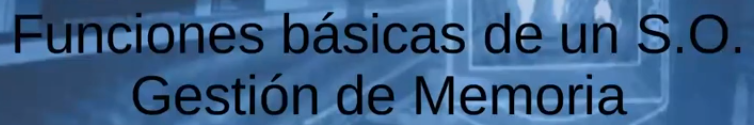 Funciones básicas de un S.O.
Gestión de Memoria